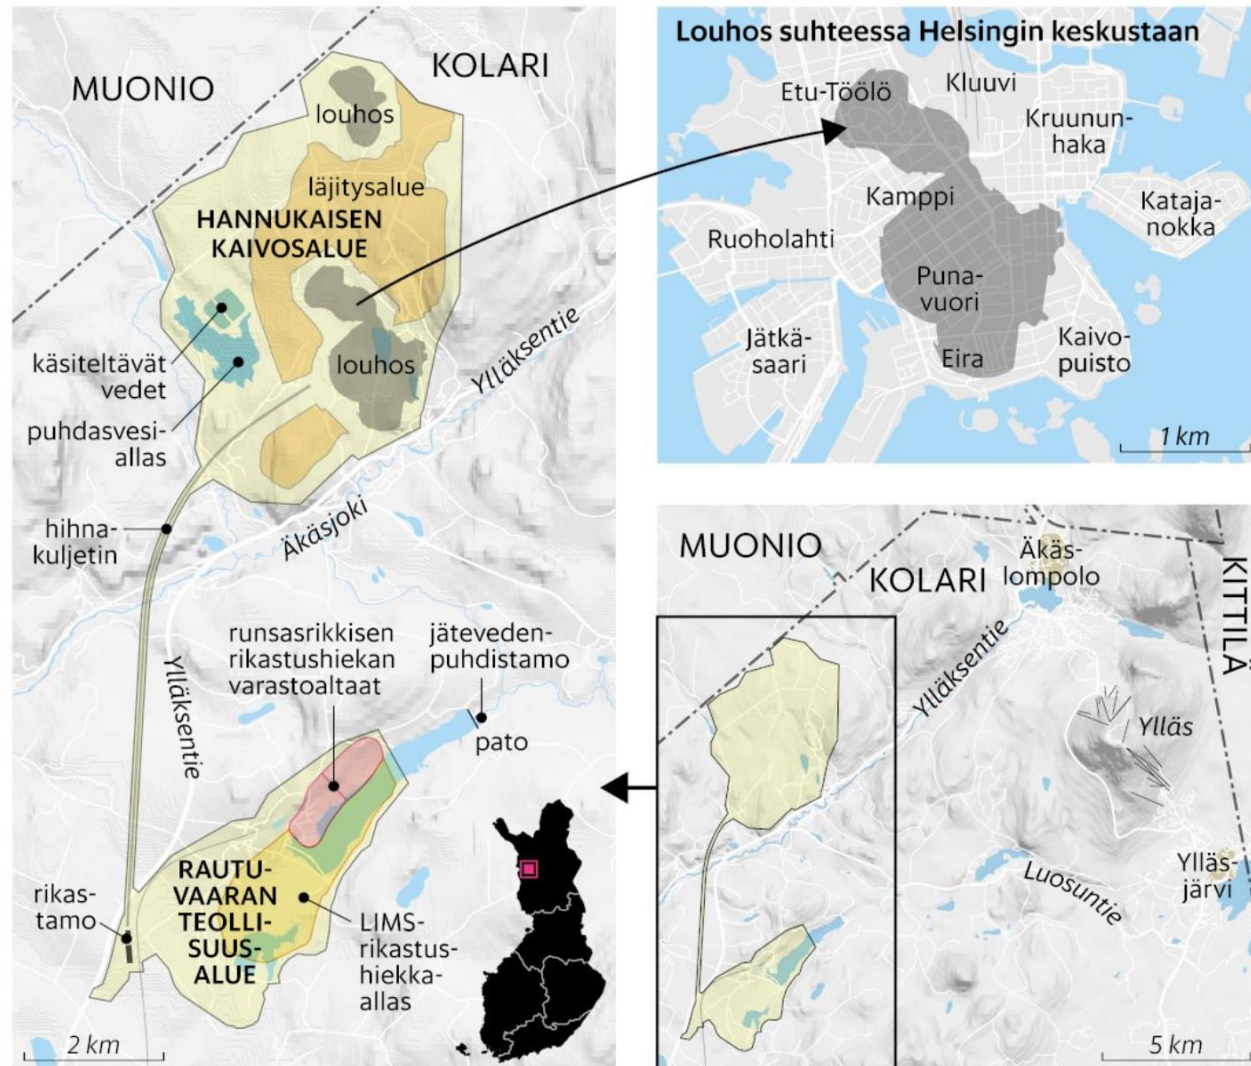 MUONIO
KOLARI
louhos
läjitysalue
HANNUKAISEN
KAIVOSALUE
louhos
käsiteltävät
vedet
puhdasvesi-
allas
Ylläksentie
hihna-
kuljetin
Äkäsjoki
Ylläksentie
runsasrikkisen
rikastushiekan
varastoaltaat
jäteveden-
puhdistamo
pato
rikas-
tamo
RAUTU-
VAARAN
TEOLLI-
SUUS-
ALUE
LIMS-
rikastus-
hiekka-
allas
2 km
Louhos suhteessa Helsingin keskustaan
Etu-Töölö
Kluuvi
Kruunun-
haka
Kamppi
Kataja-
nokka
Ruoholahti
Puna-
vuori
Jätkä-
saari
Eira
Kaivo-
puisto
1 km
MUONIO
KOLARI
Äkäs-
lompolo
KITTILÄ
Ylläksentie
Ylläs
Luosuntie
Ylläs-
järvi
5 km